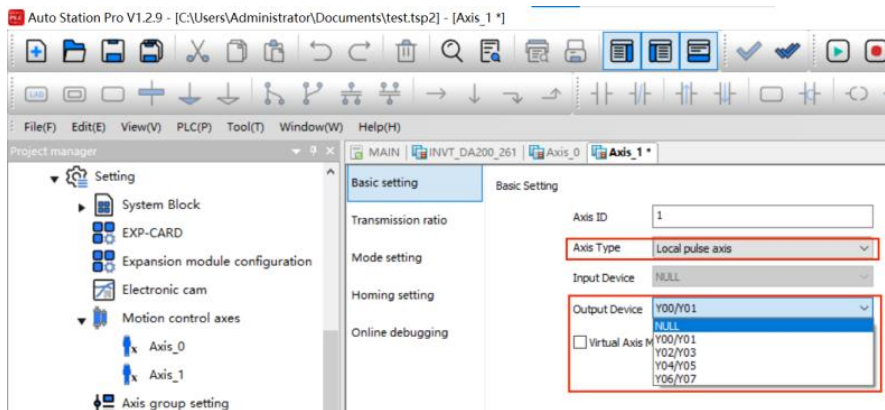 Auto Station Pro V1.2.9 - [C:\Users\Administrator\Documents\test.tsp2] - [Axis_1 *]
LAD
File(F) Edit(E) View(V) PLC(P) Tool(T) Window(W) Help(H)
Project manager
MAIN INVT_DA200_261 Axis_0 Axis_1 *
Setting
System Block
EXP-CARD
Expansion module configuration
Electronic cam
Motion control axes
Axis_0
Axis_1
Axis group setting
Basic setting
Transmission ratio
Mode setting
Homing setting
Online debugging
Basic Setting
Axis ID 1
Axis Type Local pulse axis
Input Device NULL
Output Device Y00/Y01
NULL
Y00/Y01
Y02/Y03
Y04/Y05
Y06/Y07
Virtual Axis M